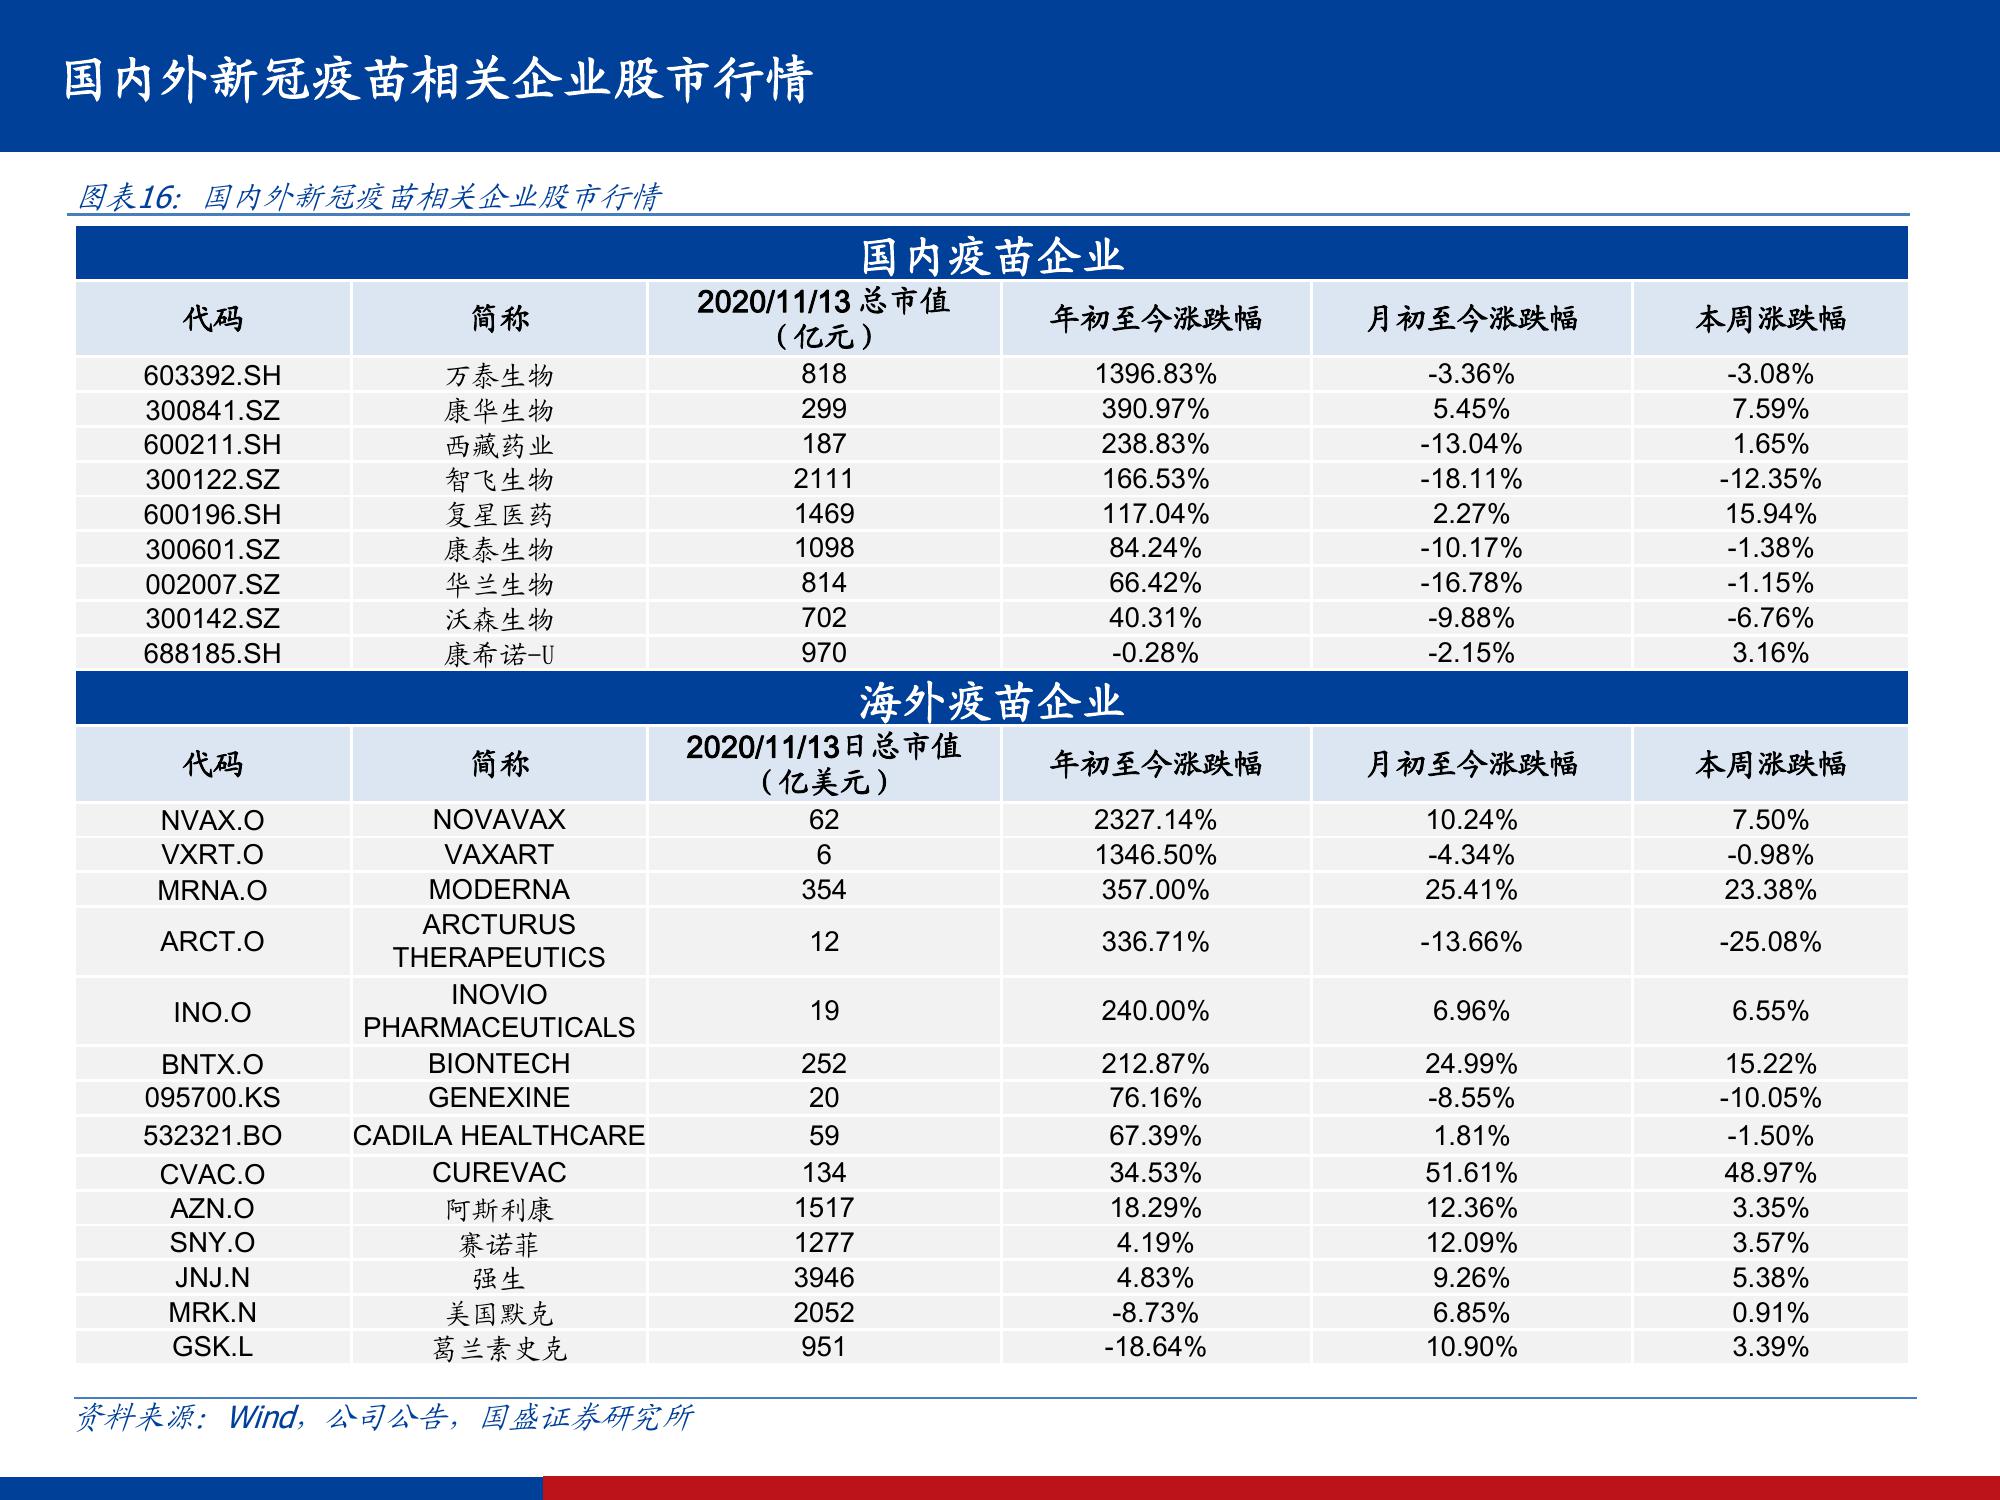 国内外新冠疫苗相关企业股市行情
图表16：国内外新冠疫苗相关企业股市行情
国内疫苗企业
代码 简称 2020/11/13 总市值（亿元） 年初至今涨跌幅 月初至今涨跌幅 本周涨跌幅
603392.SH 万泰生物 818 1396.83% -3.36% -3.08%
300841.SZ 康华生物 299 390.97% 5.45% 7.59%
600211.SH 西藏药业 187 238.83% -13.04% 1.65%
300122.SZ 智飞生物 2111 166.53% -18.11% -12.35%
600196.SH 复星医药 1469 117.04% 2.27% 15.94%
300601.SZ 康泰生物 1098 84.24% -10.17% -1.38%
002007.SZ 华兰生物 814 66.42% -16.78% -1.15%
300142.SZ 沃森生物 702 40.31% -9.88% -6.76%
688185.SH 康希诺-U 970 -0.28% -2.15% 3.16%
海外疫苗企业
代码 简称 2020/11/13日总市值（亿美元） 年初至今涨跌幅 月初至今涨跌幅 本周涨跌幅
NVAX.O NOVAVAX 62 2327.14% 10.24% 7.50%
VXRT.O VAXART 6 1346.50% -4.34% -0.98%
MRNA.O MODERNA 354 357.00% 25.41% 23.38%
ARCT.O ARCTURUS THERAPEUTICS 12 336.71% -13.66% -25.08%
INO.O INOVIO PHARMACEUTICALS 19 240.00% 6.96% 6.55%
BNTX.O BIONTECH 252 212.87% 24.99% 15.22%
095700.KS GENEXINE 20 76.16% -8.55% -10.05%
532321.BO CADILA HEALTHCARE 59 67.39% 1.81% -1.50%
CVAC.O CUREVAC 134 34.53% 51.61% 48.97%
AZN.O 阿斯利康 1517 18.29% 12.36% 3.35%
SNY.O 赛诺菲 1277 4.19% 12.09% 3.57%
JNJ.N 强生 3946 4.83% 9.26% 5.38%
MRK.N 美国默克 2052 -8.73% 6.85% 0.91%
GSK.L 葛兰素史克 951 -18.64% 10.90% 3.39%
资料来源：Wind，公司公告，国盛证券研究所